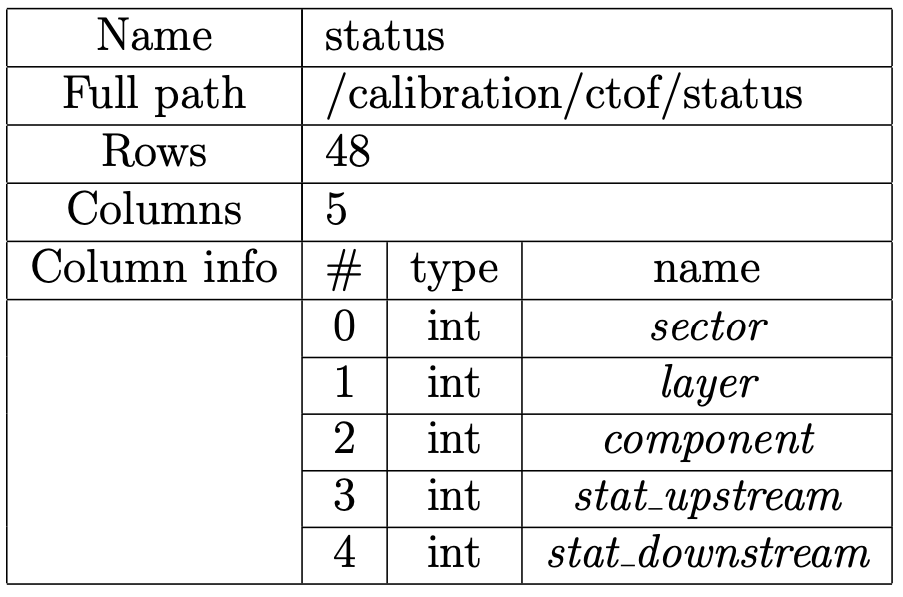 Name status
Full path /calibration/ctof/status
Rows 48
Columns 5
Column info # type name
0 int sector
1 int layer
2 int component
3 int stat_upstream
4 int stat_downstream